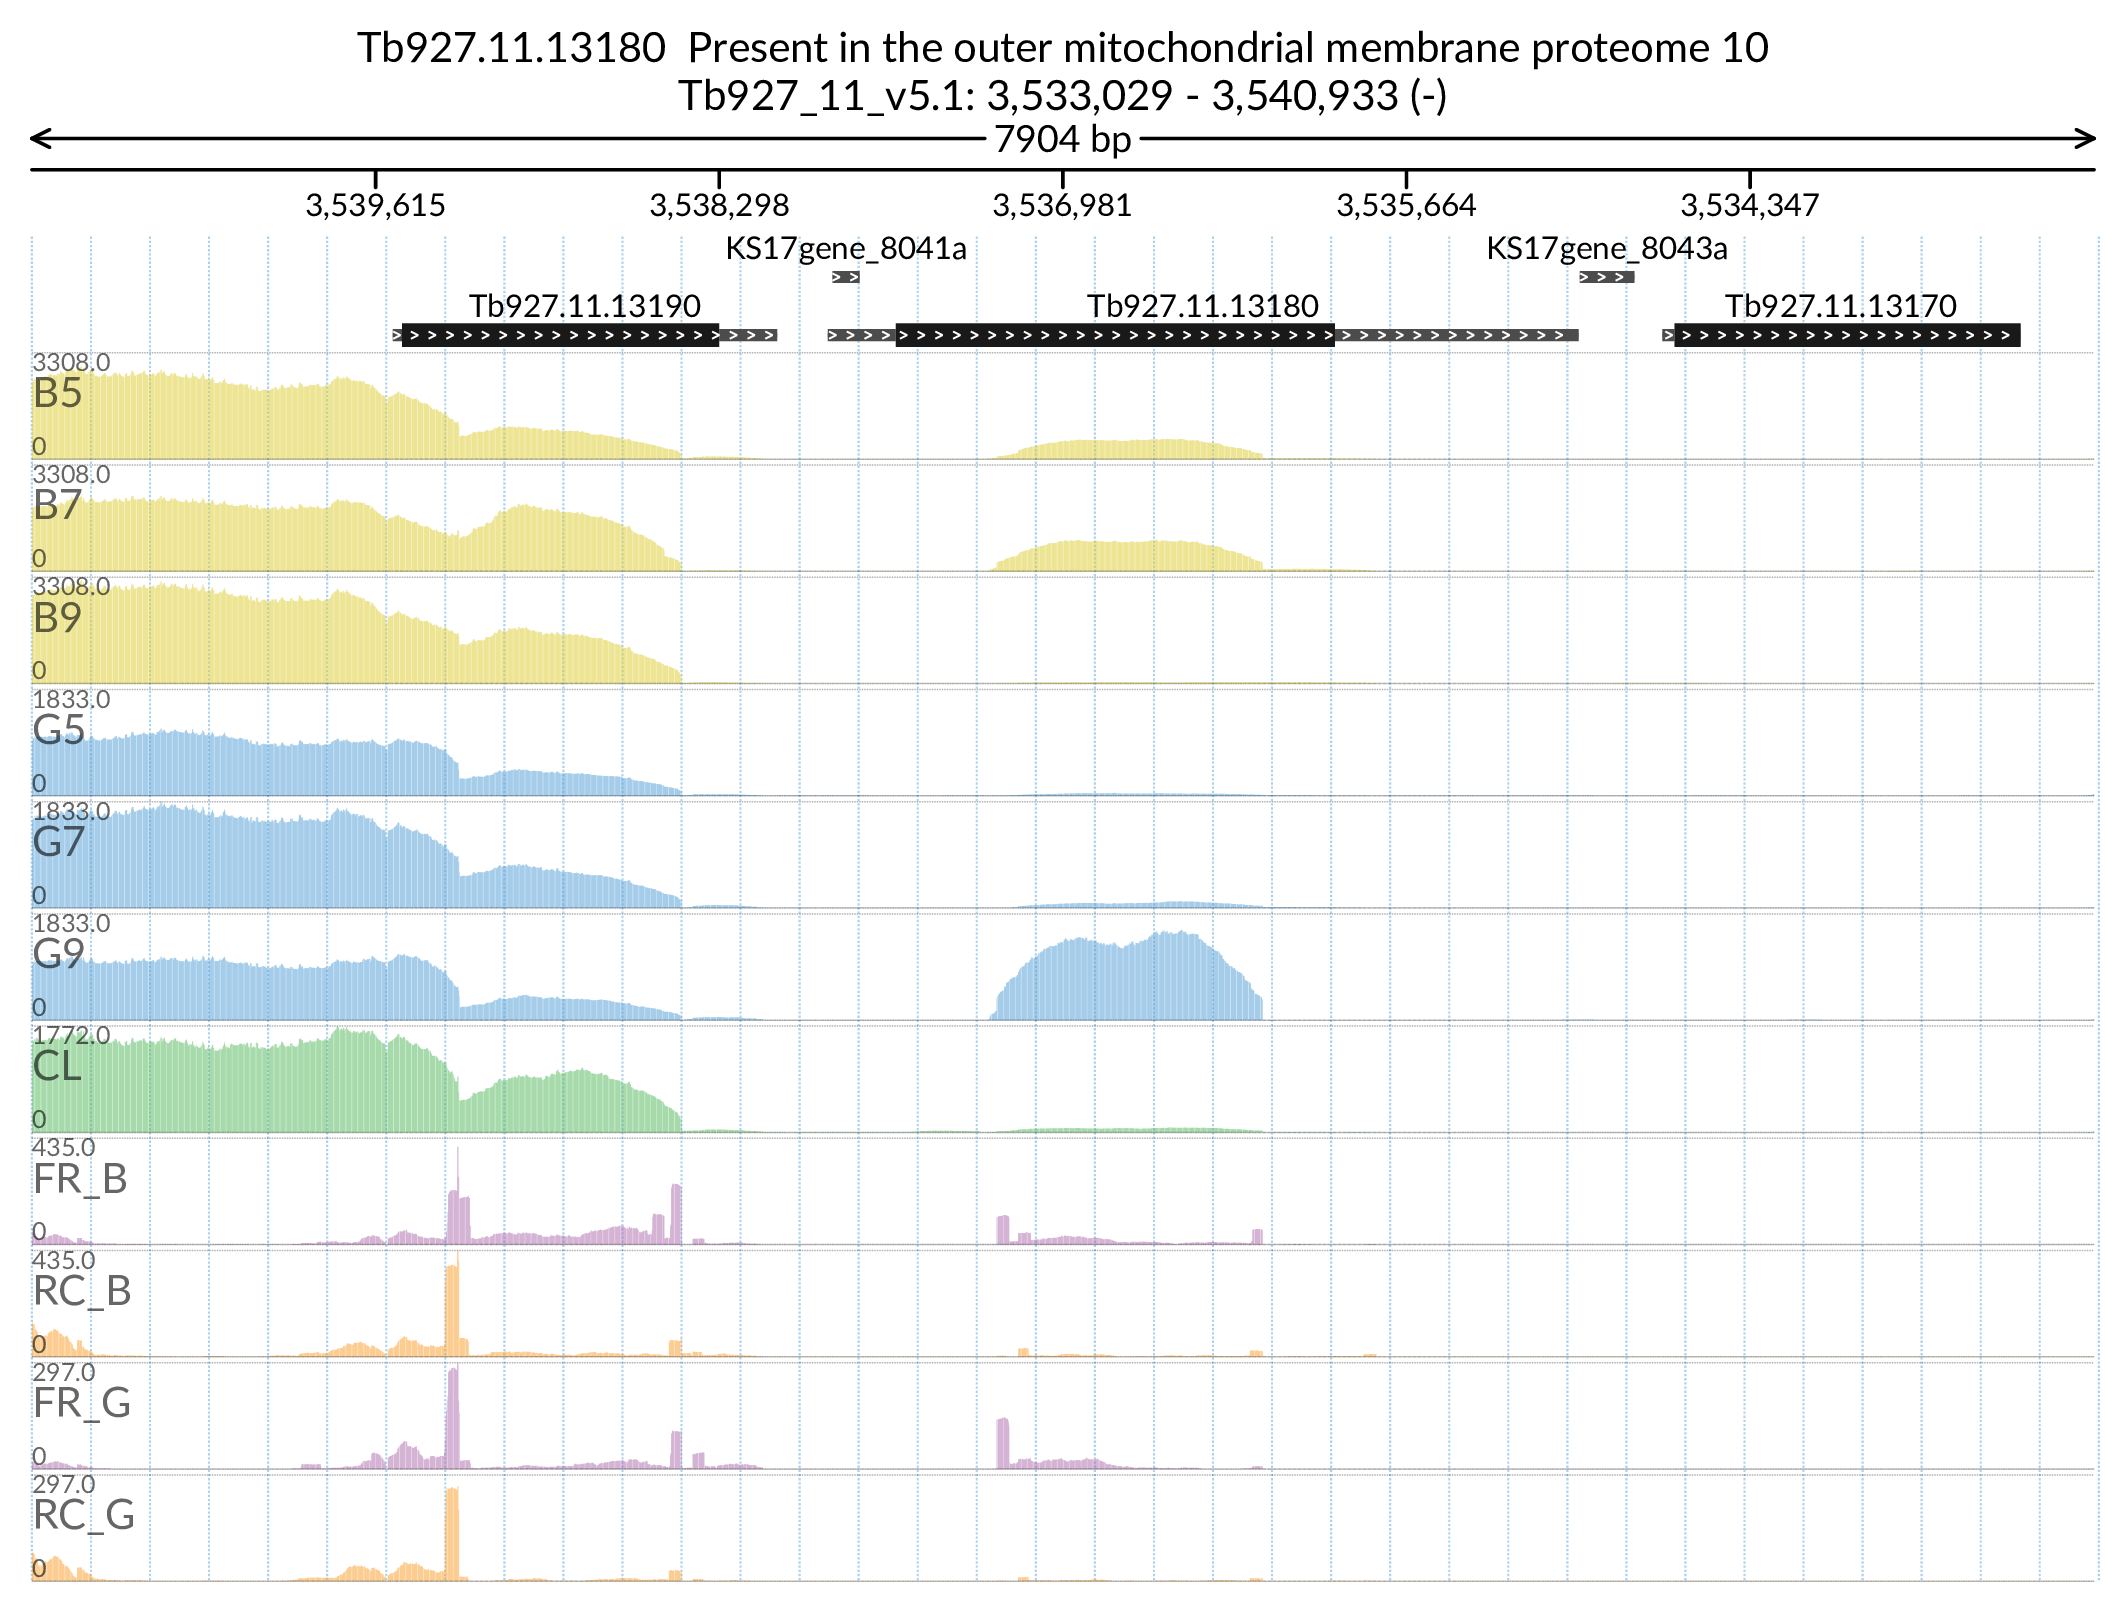 Tb927.11.13180  Present in the outer mitochondrial membrane proteome 10
Tb927_11_v5.1: 3,533,029 - 3,540,933 (-)
7904 bp
3,539,615 3,538,298 3,536,981 3,535,664 3,534,347
KS17gene_8041a KS17gene_8043a
Tb927.11.13190 Tb927.11.13180 Tb927.11.13170
3308.0
B5
0
3308.0
B7
0
3308.0
B9
0
1833.0
G5
0
1833.0
G7
0
1833.0
G9
0
1772.0
CL
0
435.0
FR_B
0
435.0
RC_B
0
297.0
FR_G
0
297.0
RC_G
0